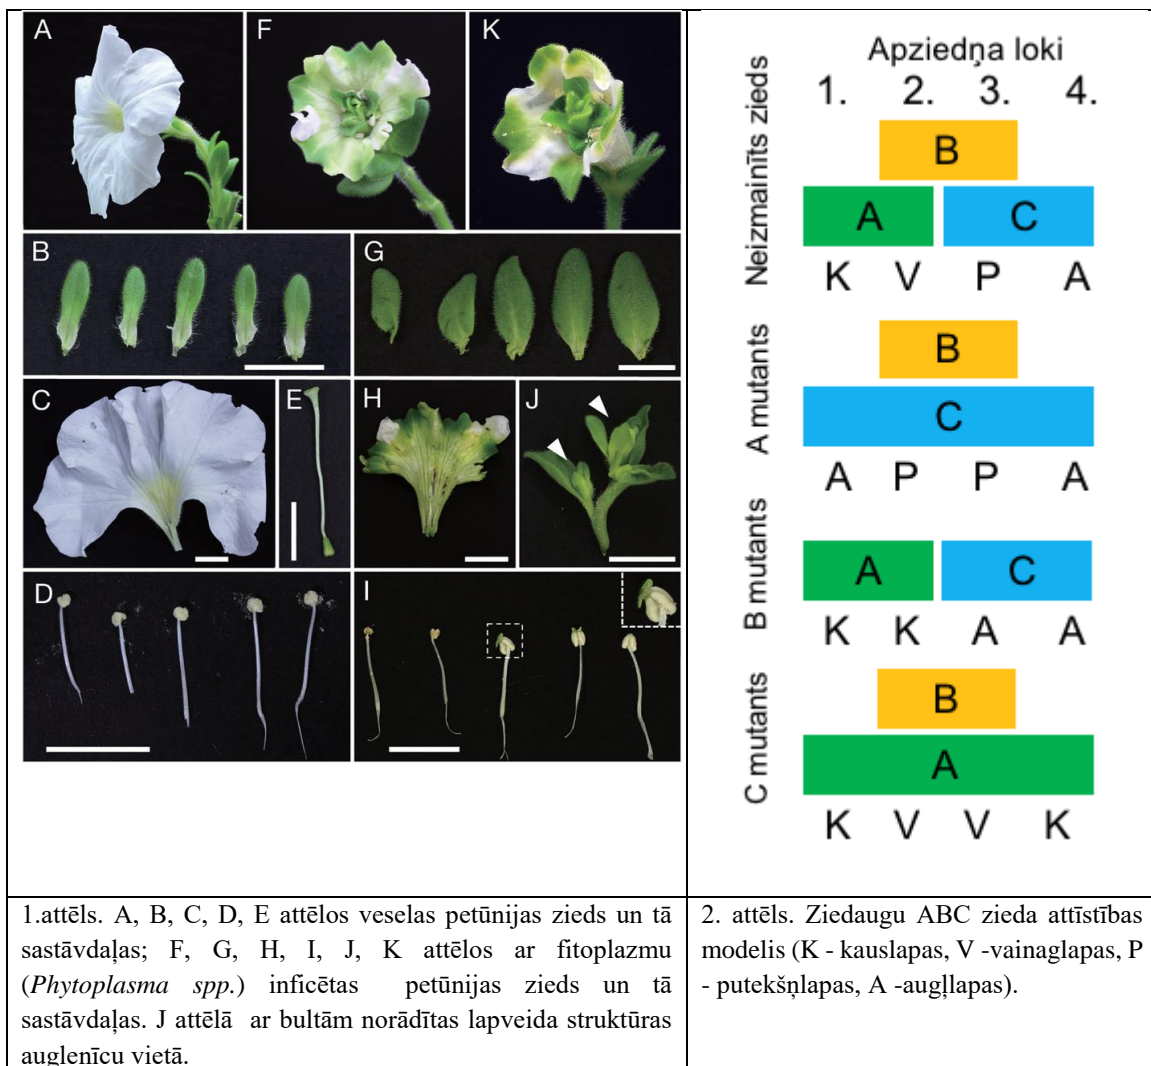 A
F
K
B
G
C
E
H
J
D
I
Apziedņa loki
1. 2. 3. 4.
Neizmainīts zieds
B
A C
K V P A
A mutants
B
C
A P P A
B mutants
A C
K K A A
C mutants
B
A
K V V K
1.attēls. A, B, C, D, E attēlos veselas petūnijas zieds un tā
sastāvdaļas; F, G, H, I, J, K attēlos ar fitoplazmu
(Phytoplasma spp.) inficētas petūnijas zieds un tā
sastāvdaļas. J attēlā ar bultām norādītas lapveida struktūras
auglenīcu vietā.
2. attēls. Ziedaugu ABC zieda attīstības
modelis (K - kauslapas, V -vainaglapas, P
- putekšņlapas, A -augļlapas).